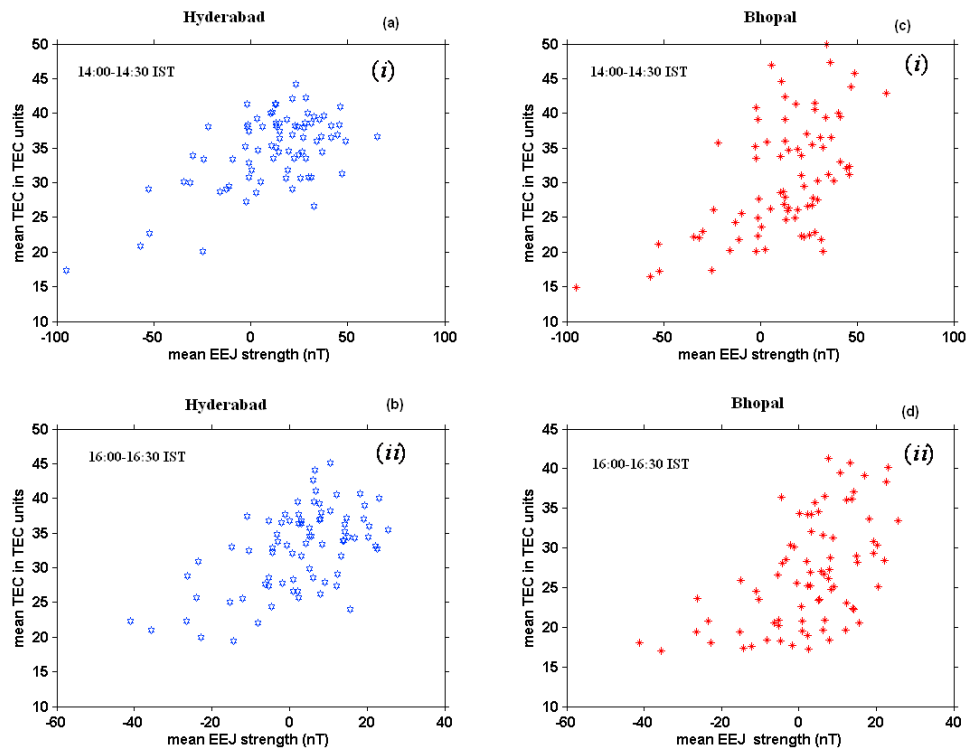 Hyderabad
(a)
(i)
14:00-14:30 IST
50
45
40
35
30
25
20
15
10
mean TEC in TEC units
-100
-50
0
50
100
mean EEJ strength (nT)
Bhopal
(c)
(i)
14:00-14:30 IST
50
45
40
35
30
25
20
15
10
mean TEC in TEC units
-100
-50
0
50
100
mean EEJ strength (nT)
Hyderabad
(b)
(ii)
16:00-16:30 IST
50
45
40
35
30
25
20
15
10
mean TEC in TEC units
-60
-40
-20
0
20
40
mean EEJ strength (nT)
Bhopal
(d)
(ii)
16:00-16:30 IST
45
40
35
30
25
20
15
10
mean TEC in TEC units
-60
-40
-20
0
20
40
mean EEJ strength (nT)